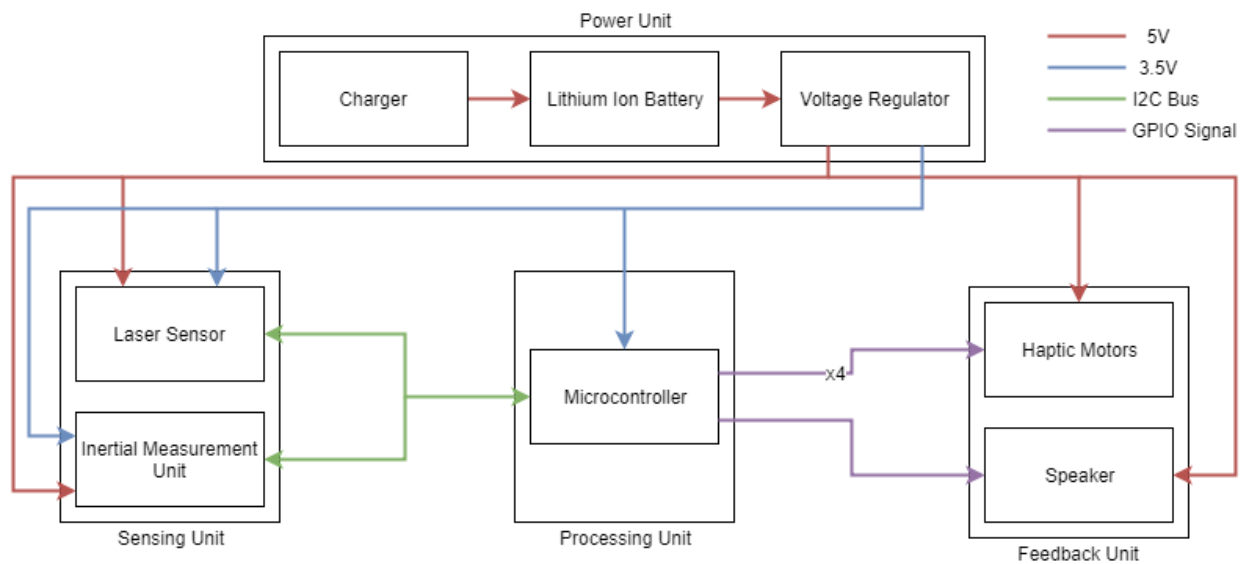 Power Unit
Charger
Lithium Ion Battery
Voltage Regulator
5V
3.5V
I2C Bus
GPIO Signal
Laser Sensor
Inertial Measurement
Unit
Sensing Unit
Microcontroller
Processing Unit
x4
Haptic Motors
Speaker
Feedback Unit